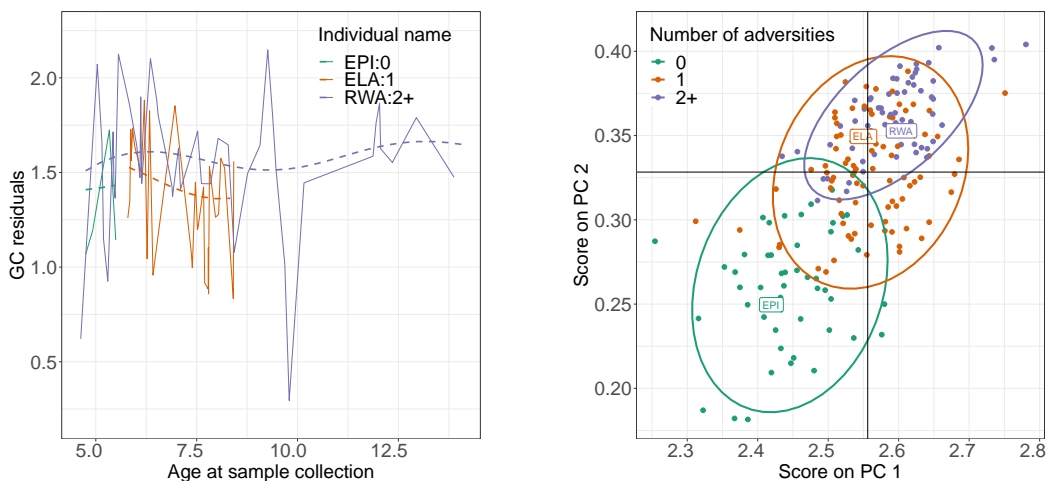 Individual name
EPI:0
ELA:1
RWA:2+
2.0
1.5
1.0
0.5
GC residuals
5.0 7.5 10.0 12.5
Age at sample collection
Number of adversities
0
1
2+
0.40
0.35
0.30
0.25
0.20
Score on PC 2
ELA
RWA
EPI
2.3 2.4 2.5 2.6 2.7 2.8
Score on PC 1